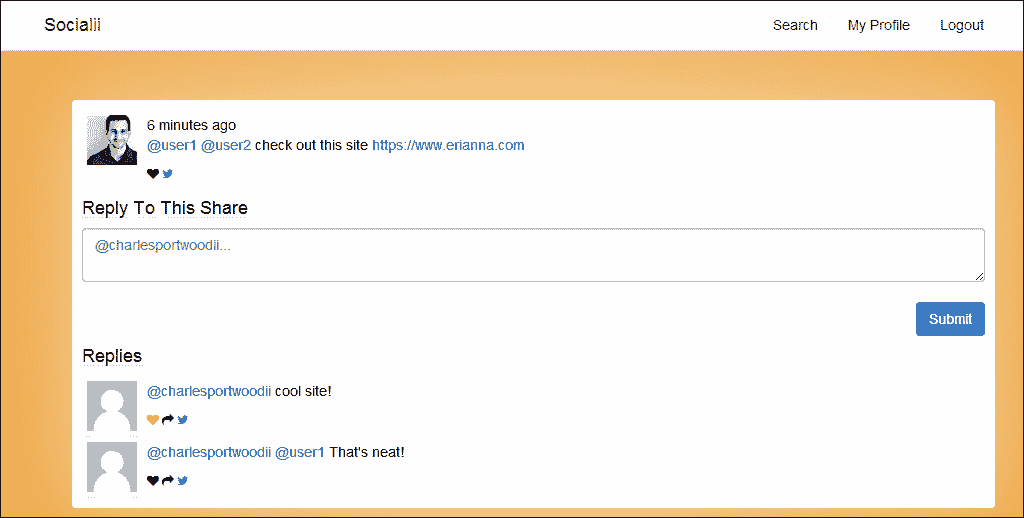 Socialii
Search
My Profile
Logout
6 minutes ago
@user1 @user2 check out this site https://www.erianna.com
Reply To This Share
@charlesportwoodii...
Submit
Replies
@charlesportwoodii cool site!
@charlesportwoodii @user1 That's neat!